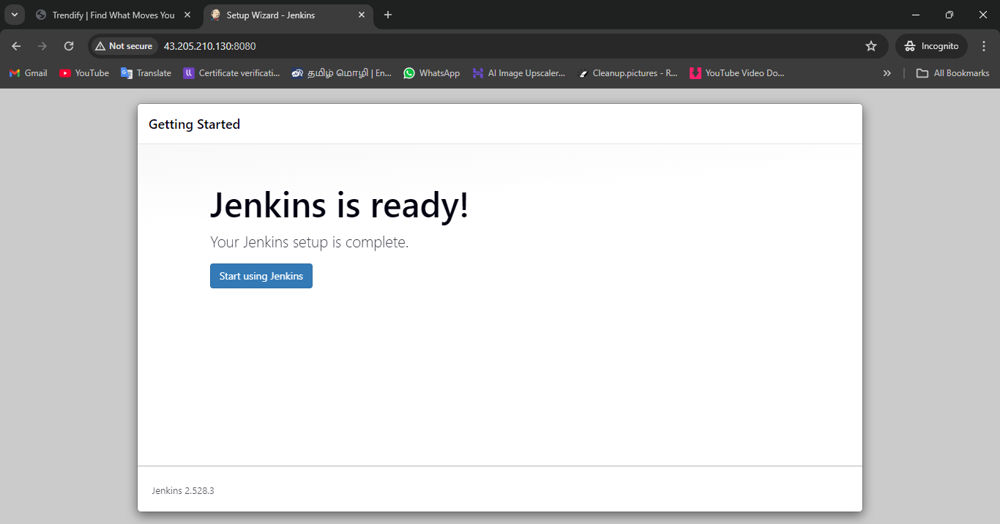 Trendify | Find What Moves You
Setup Wizard - Jenkins
Not secure
43.205.210.130:8080
Incognito
Gmail
YouTube
Translate
Certificate verificati...
தமிழ் மொழி | En...
WhatsApp
AI Image Upscaler...
Cleanup.pictures - R...
YouTube Video Do...
All Bookmarks
Getting Started
Jenkins is ready!
Your Jenkins setup is complete.
Start using Jenkins
Jenkins 2.528.3